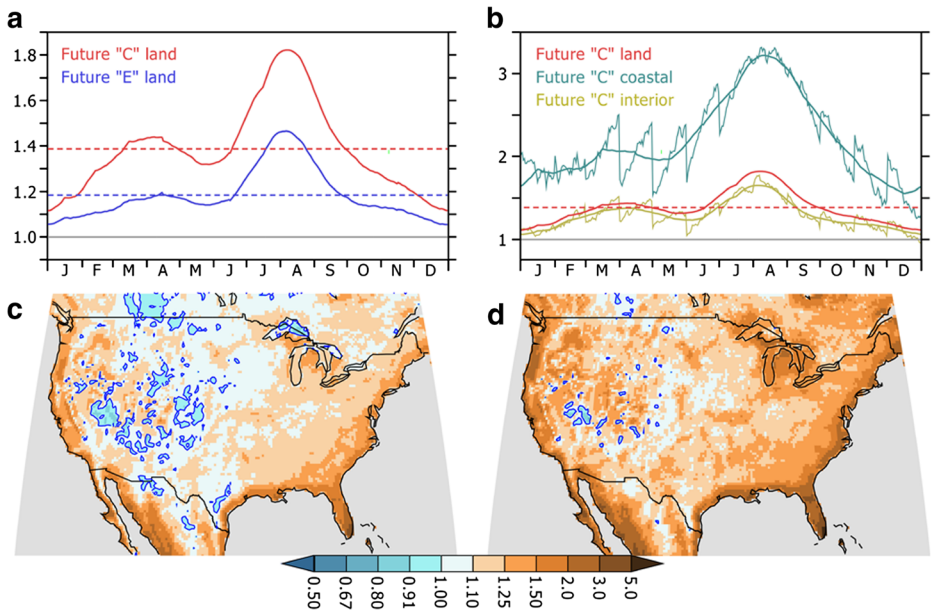 a
Future "C" land
Future "E" land
1.8
1.6
1.4
1.2
1.0
J F M A M J J A S O N D
b
Future "C" land
Future "C" coastal
Future "C" interior
3
2
1
J F M A M J J A S O N D
c
d
0.50 0.67 0.80 0.91 1.00 1.10 1.25 1.50 2.0 3.0 5.0